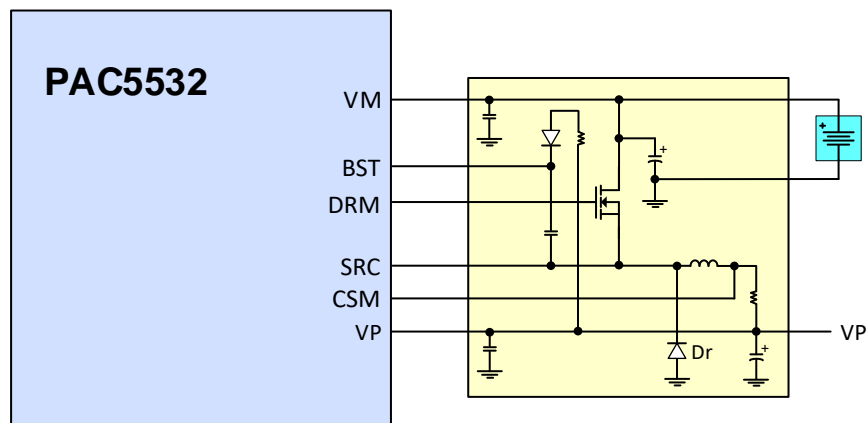 PAC5532
VM
BST
DRM
SRC
CSM
VP
+
+
Dr
+
VP